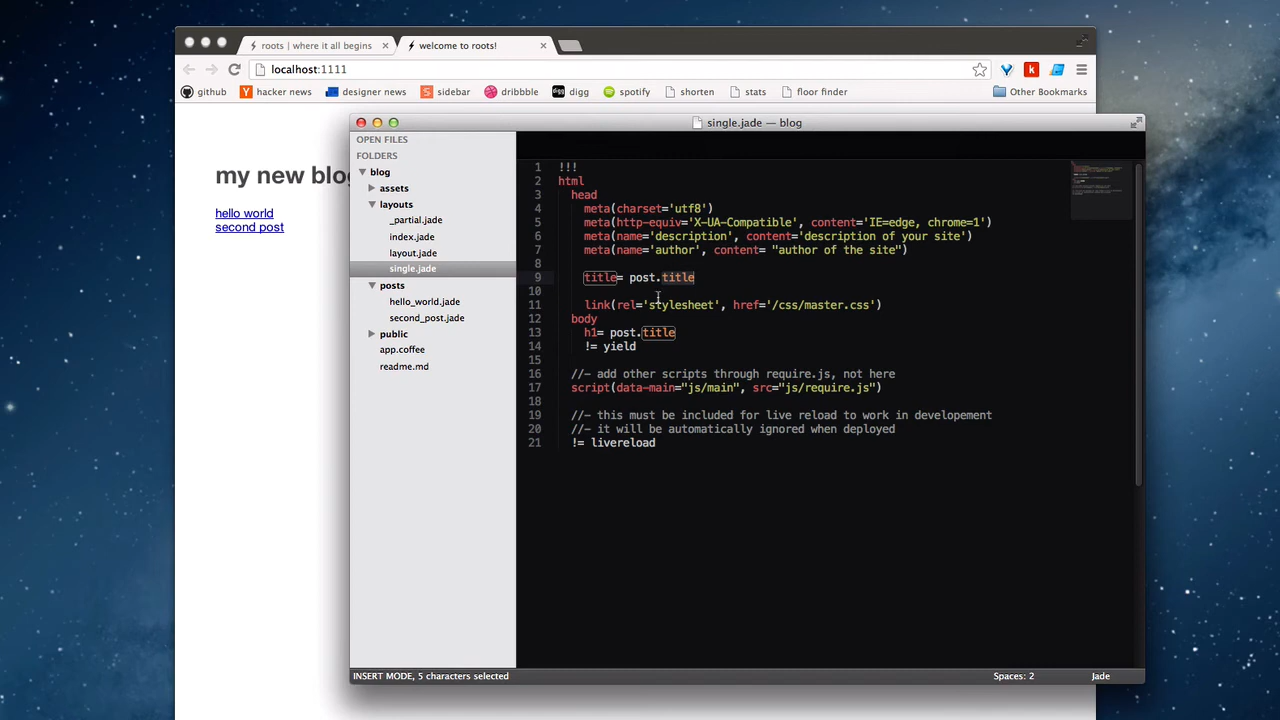 roots | where it all begins
welcome to roots!
localhost:1111
github
hacker news
designer news
sidebar
dribbble
digg
spotify
shorten
stats
floor finder
Other Bookmarks
my new blog
hello world
second post
single.jade — blog
OPEN FILES
FOLDERS
blog
assets
layouts
_partial.jade
index.jade
layout.jade
single.jade
posts
hello_world.jade
second_post.jade
public
app.coffee
readme.md
1 !!!
2 html
3 head
4 meta(charset='utf8')
5 meta(http-equiv='X-UA-Compatible', content='IE=edge, chrome=1')
6 meta(name='description', content='description of your site')
7 meta(name='author', content= "author of the site")
8
9 title= post.title
10
11 link(rel='stylesheet', href='/css/master.css')
12 body
13 h1= post.title
14 != yield
15
16 //- add other scripts through require.js, not here
17 script(data-main="js/main", src="js/require.js")
18
19 //- this must be included for live reload to work in developement
20 //- it will be automatically ignored when deployed
21 != livereload
INSERT MODE, 5 characters selected
Spaces: 2
Jade